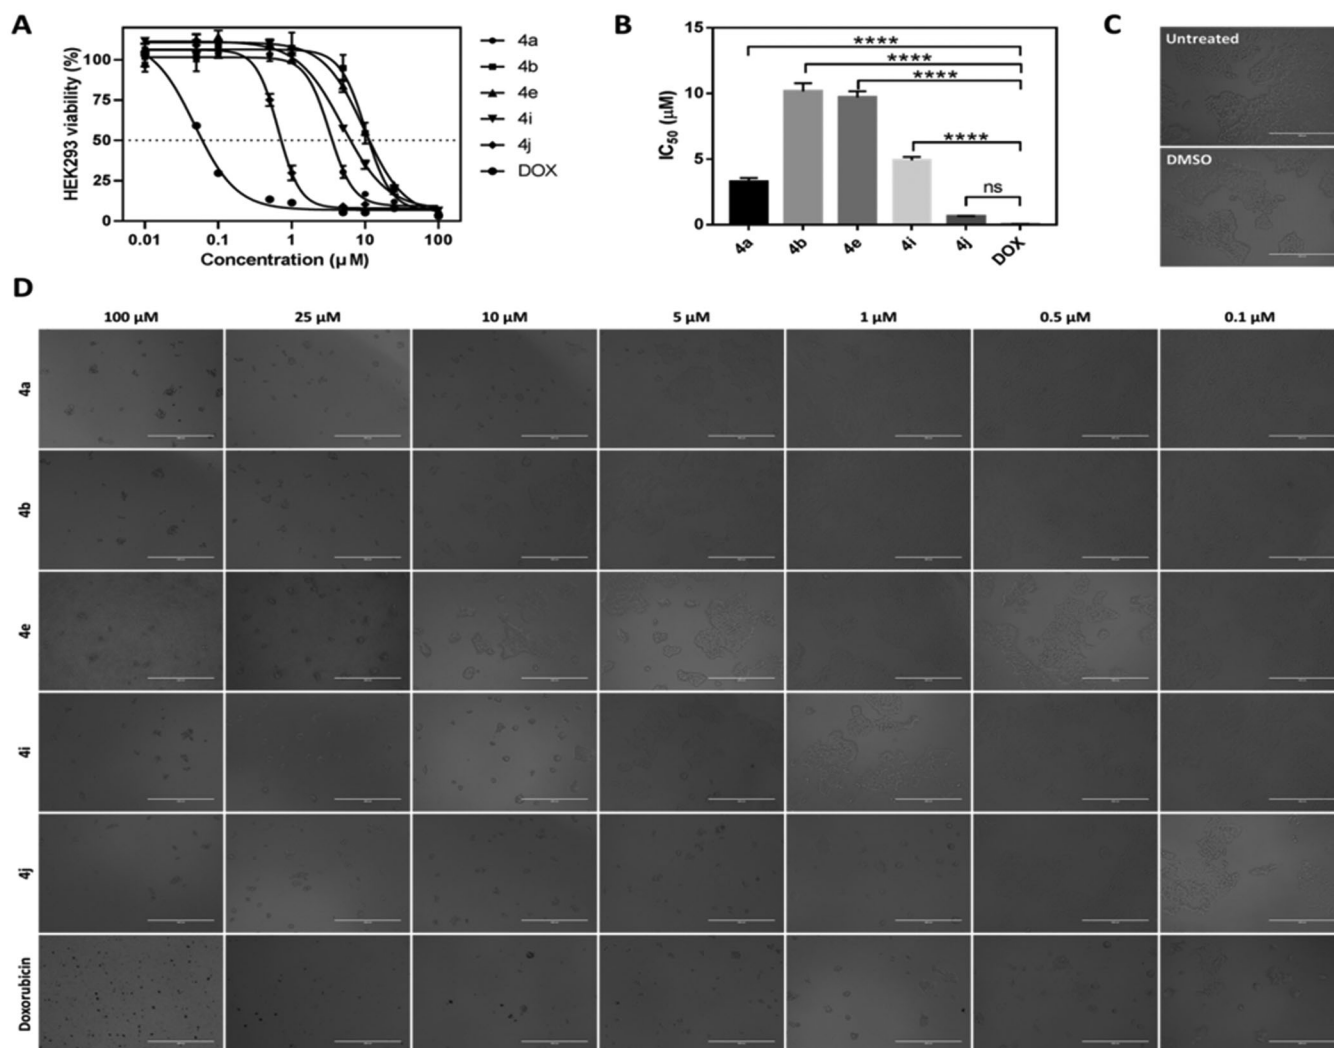 A
HEK293 viability (%)
100
75
50
25
0
0.01 0.1 1 10 100
Concentration (µM)
4a
4b
4e
4i
4j
DOX
B
IC50 (µM)
15
10
5
0
****
****
****
****
ns
4a 4b 4e 4i 4j DOX
C
Untreated
DMSO
D
100 µM 25 µM 10 µM 5 µM 1 µM 0.5 µM 0.1 µM
4a
4b
4e
4i
4j
Doxorubicin